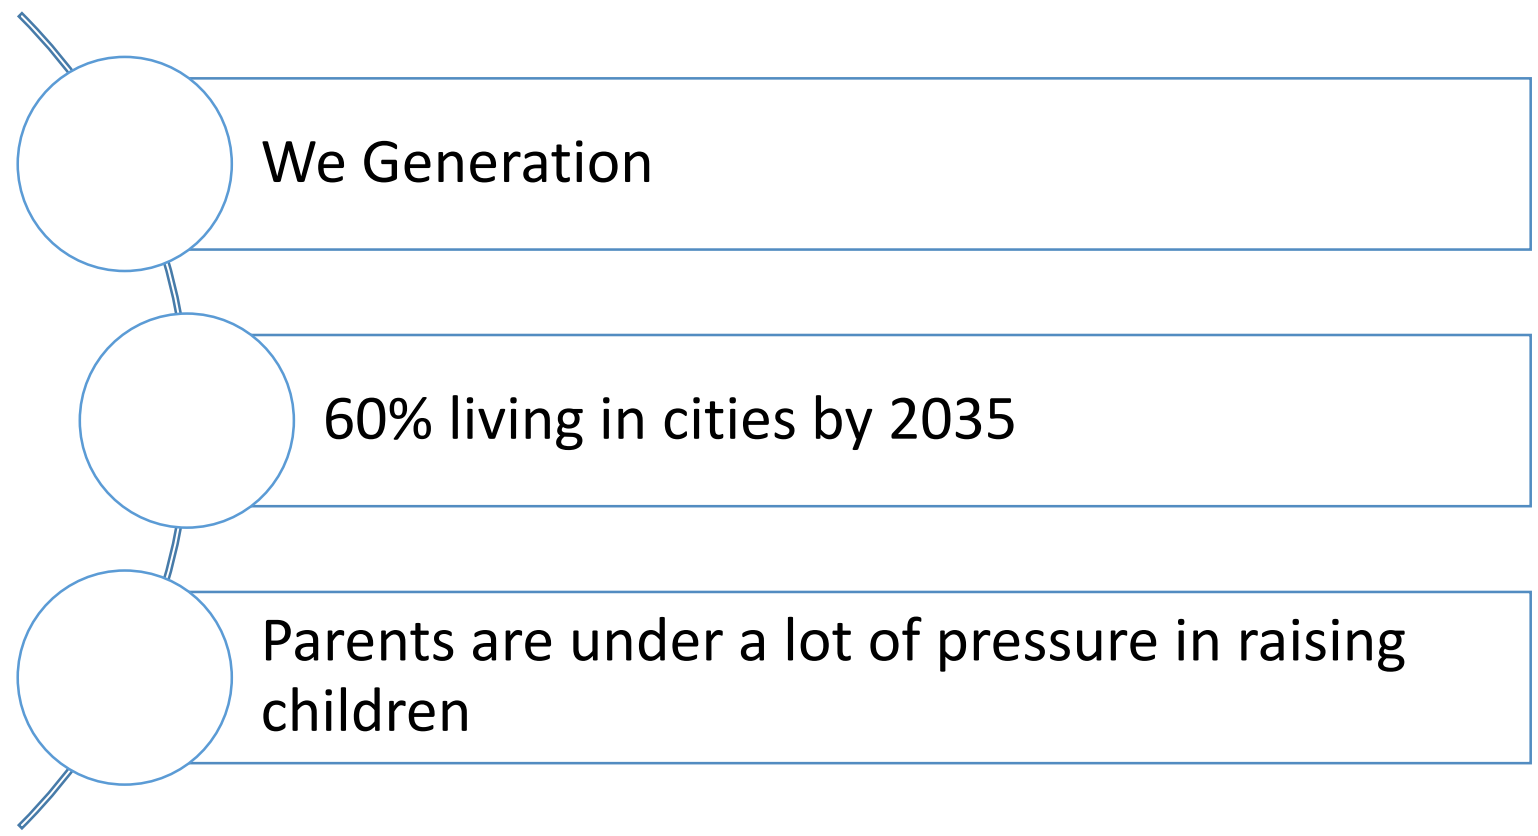 We Generation
60% living in cities by 2035
Parents are under a lot of pressure in raising
children